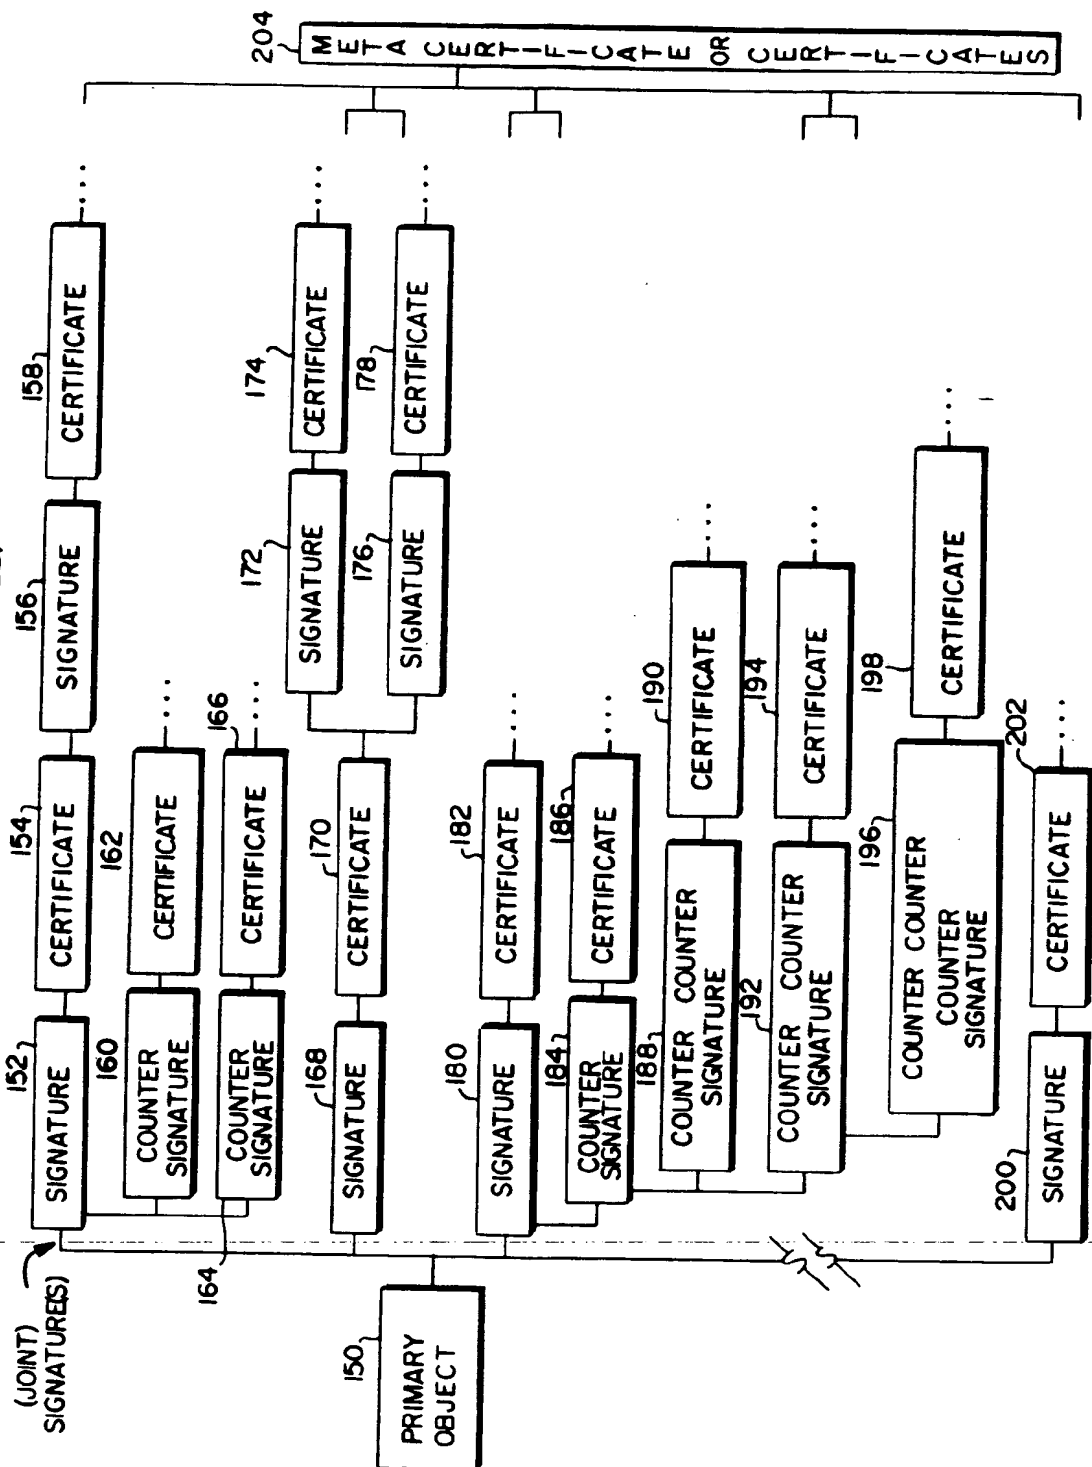 (JOINT)
SIGNATURE(S)
150
PRIMARY
OBJECT
152
SIGNATURE
154
CERTIFICATE
156
SIGNATURE
158
CERTIFICATE
....
160
COUNTER
SIGNATURE
162
CERTIFICATE
....
164
COUNTER
SIGNATURE
166
CERTIFICATE
....
168
SIGNATURE
170
CERTIFICATE
172
SIGNATURE
174
CERTIFICATE
....
176
SIGNATURE
178
CERTIFICATE
....
180
SIGNATURE
182
CERTIFICATE
....
184
COUNTER
SIGNATURE
186
CERTIFICATE
....
188
COUNTER COUNTER
SIGNATURE
190
CERTIFICATE
....
192
COUNTER COUNTER
SIGNATURE
194
CERTIFICATE
....
196
COUNTER COUNTER
COUNTER
SIGNATURE
198
CERTIFICATE
....
200
SIGNATURE
202
CERTIFICATE
....
204
META CERTIFICATE OR CERTIFICATES